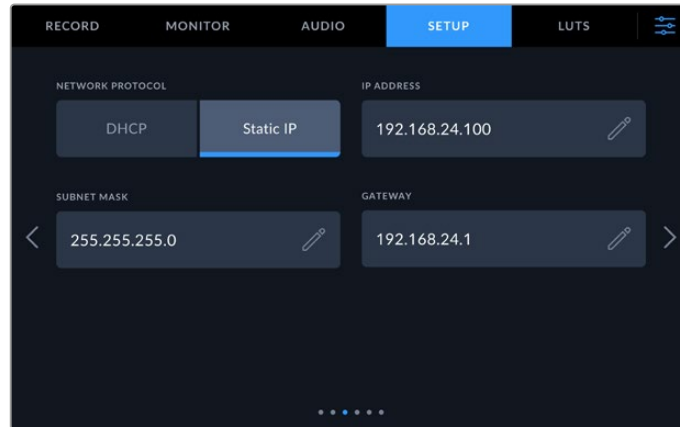 RECORD MONITOR AUDIO SETUP LUTS
NETWORK PROTOCOL
DHCP Static IP
IP ADDRESS
192.168.24.100
SUBNET MASK
255.255.255.0
GATEWAY
192.168.24.1